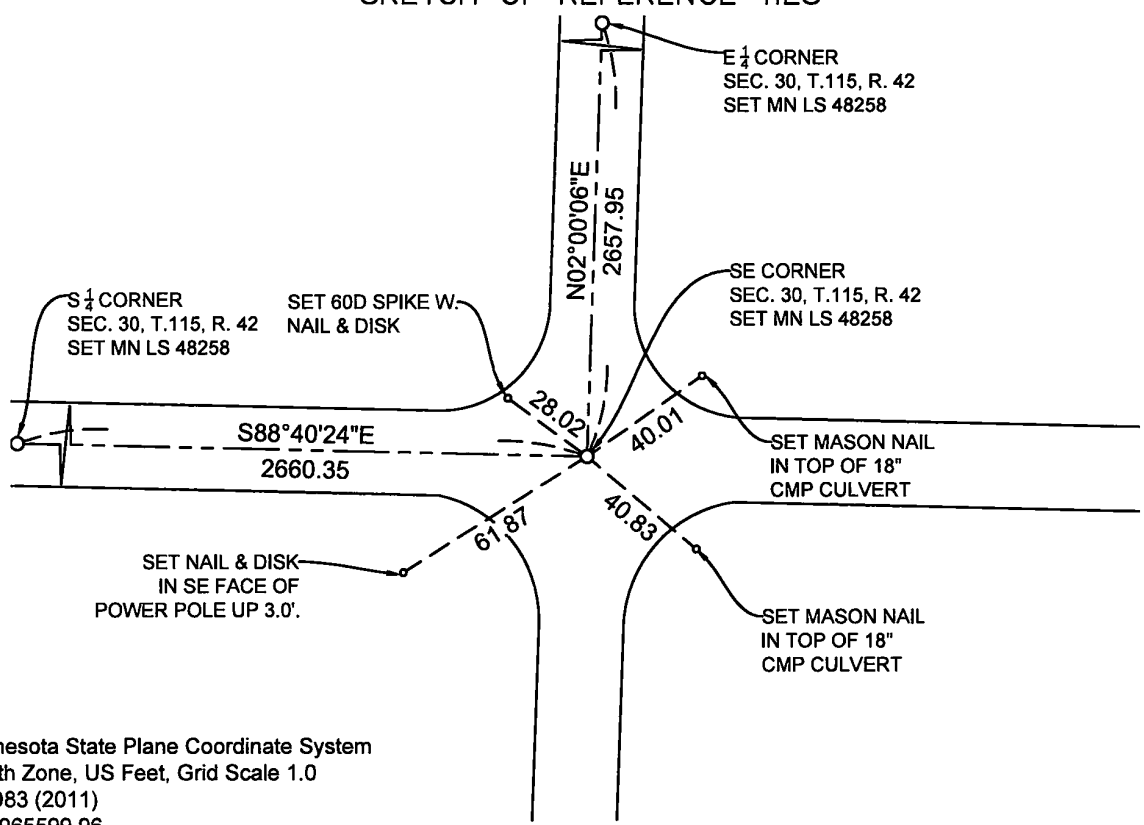 E 1/4 CORNER
SEC. 30, T.115, R. 42
SET MN LS 48258
N02°00'06"E
2657.95
SE CORNER
SEC. 30, T.115, R. 42
SET MN LS 48258
S 1/4 CORNER
SEC. 30, T.115, R. 42
SET MN LS 48258
SET 60D SPIKE W.
NAIL & DISK
28.02
40.01
S88°40'24"E
2660.35
SET MASON NAIL
IN TOP OF 18"
CMP CULVERT
61.87
40.83
SET NAIL & DISK
IN SE FACE OF
POWER POLE UP 3.0'.
SET MASON NAIL
IN TOP OF 18"
CMP CULVERT
nesota State Plane Coordinate System
th Zone, US Feet, Grid Scale 1.0
983 (2011)